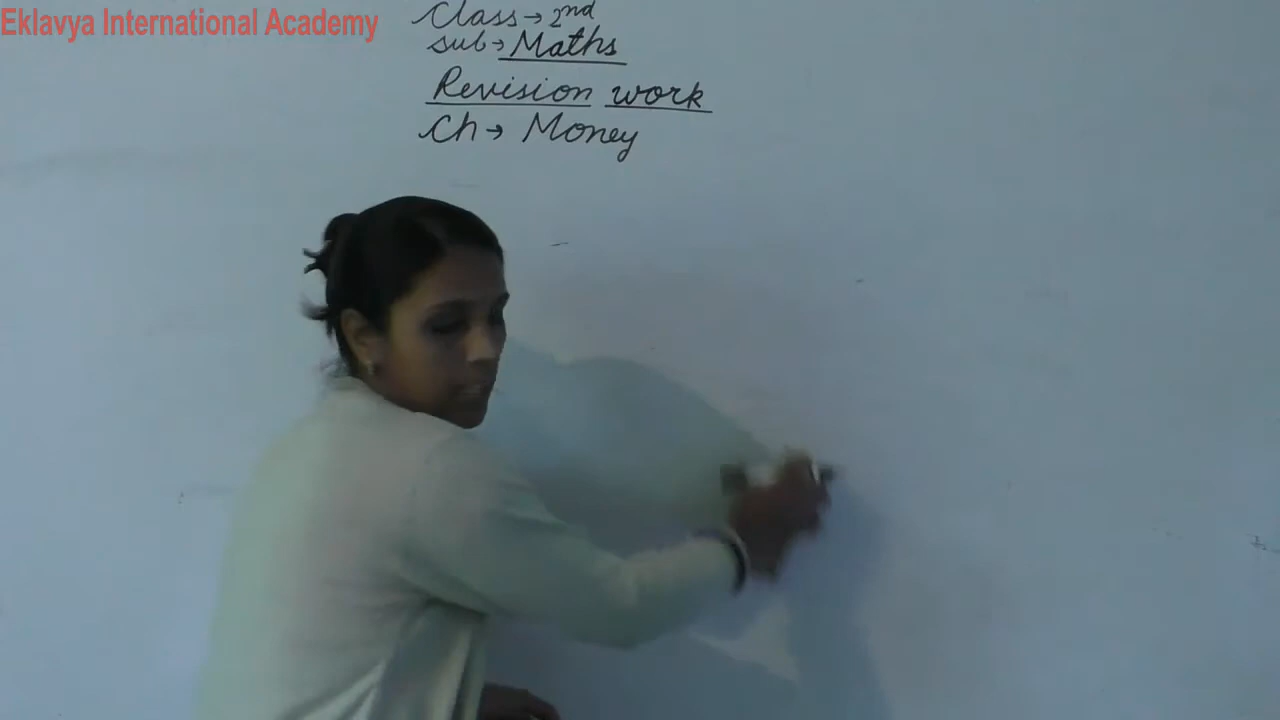 Eklavya International Academy
Class → 2nd
sub → Maths
Revision work
Ch → Money